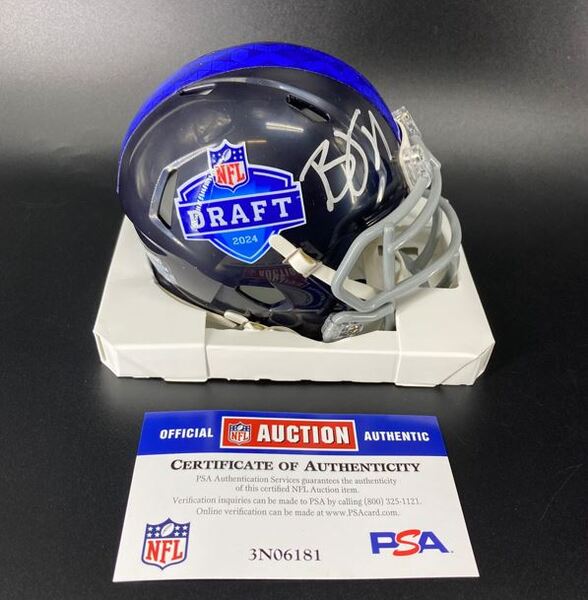 NFL
DRAFT
2024
OFFICIAL NFL AUCTION AUTHENTIC
CERTIFICATE OF AUTHENTICITY
PSA Authentication Services guarantees the authenticity
of this certified NFL Auction item.
Verification inquiries can be made to PSA by calling (800) 325-1121.
Online verification can be made at www.PSAcard.com.
NFL
3N06181
PSA